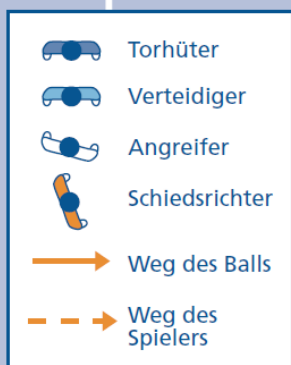 Torhüter
Verteidiger
Angreifer
Schiedsrichter
Weg des Balls
Weg des
Spielers